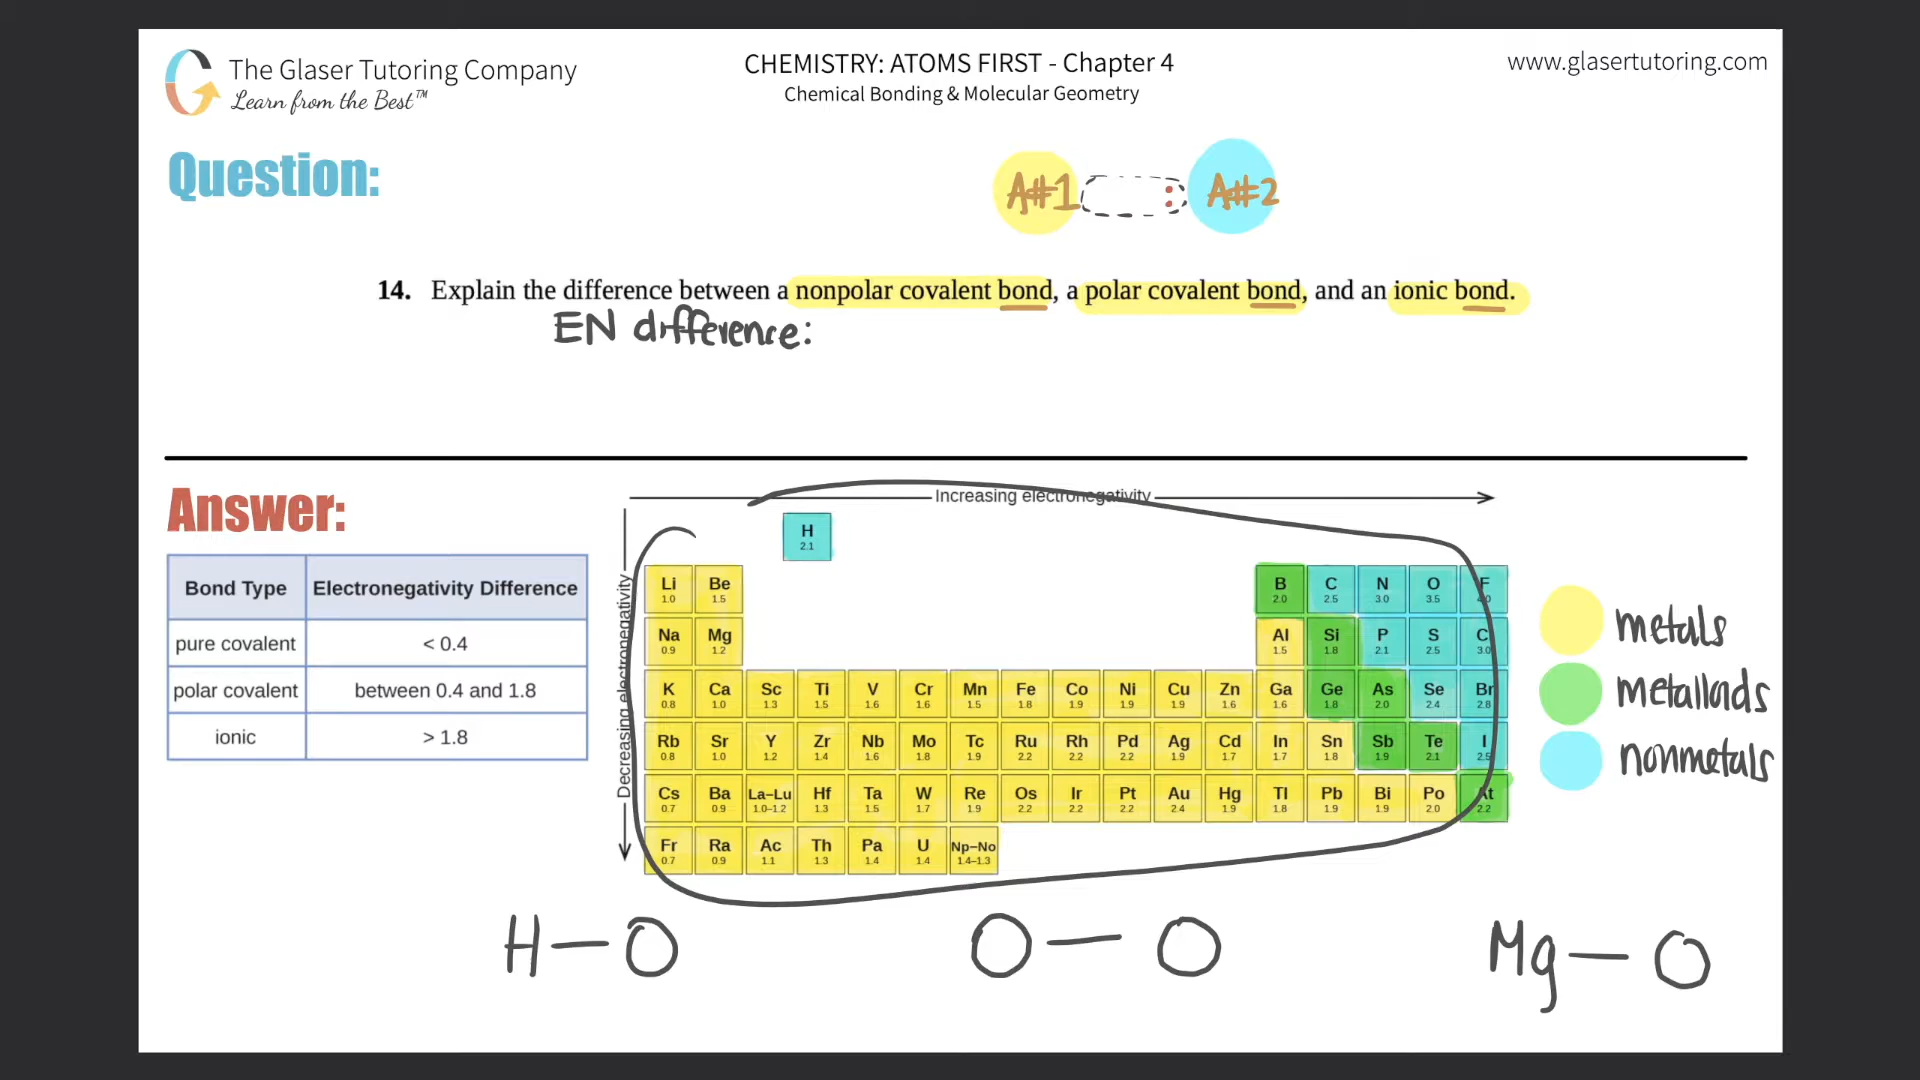 The Glaser Tutoring Company
Learn from the Best™
CHEMISTRY: ATOMS FIRST - Chapter 4
Chemical Bonding & Molecular Geometry
www.glasertutoring.com
Question:
A#1 : A#2
14. Explain the difference between a nonpolar covalent bond, a polar covalent bond, and an ionic bond.
EN difference:
Answer:
Bond Type Electronegativity Difference
pure covalent < 0.4
polar covalent between 0.4 and 1.8
ionic > 1.8
Increasing electronegativity
Decreasing electronegativity
H
2.1
Li Be B C N O F
1.0 1.5 2.0 2.5 3.0 3.5 4.0
Na Mg Al Si P S
0.9 1.2 1.5 1.8 2.1 2.5 3.0
K Ca Sc Ti V Cr Mn Fe Co Ni Cu Zn Ga Ge As Se Br
0.8 1.0 1.3 1.5 1.6 1.6 1.5 1.8 1.9 1.9 1.9 1.6 1.6 1.8 2.0 2.4 2.8
Rb Sr Y Zr Nb Mo Tc Ru Rh Pd Ag Cd In Sn Sb Te I
0.8 1.0 1.2 1.4 1.6 1.8 1.9 2.2 2.2 2.2 1.9 1.7 1.7 1.8 1.9 2.1 2.5
Cs Ba La–Lu Hf Ta W Re Os Ir Pt Au Hg Tl Pb Bi Po At
0.7 0.9 1.0–1.2 1.3 1.5 1.7 1.9 2.2 2.2 2.2 2.4 1.9 1.8 1.9 1.9 2.0 2.2
Fr Ra Ac Th Pa U Np–No
0.7 0.9 1.1 1.3 1.4 1.4 1.4–1.3
metals
metalloids
nonmetals
H — O
O — O
Mg — O